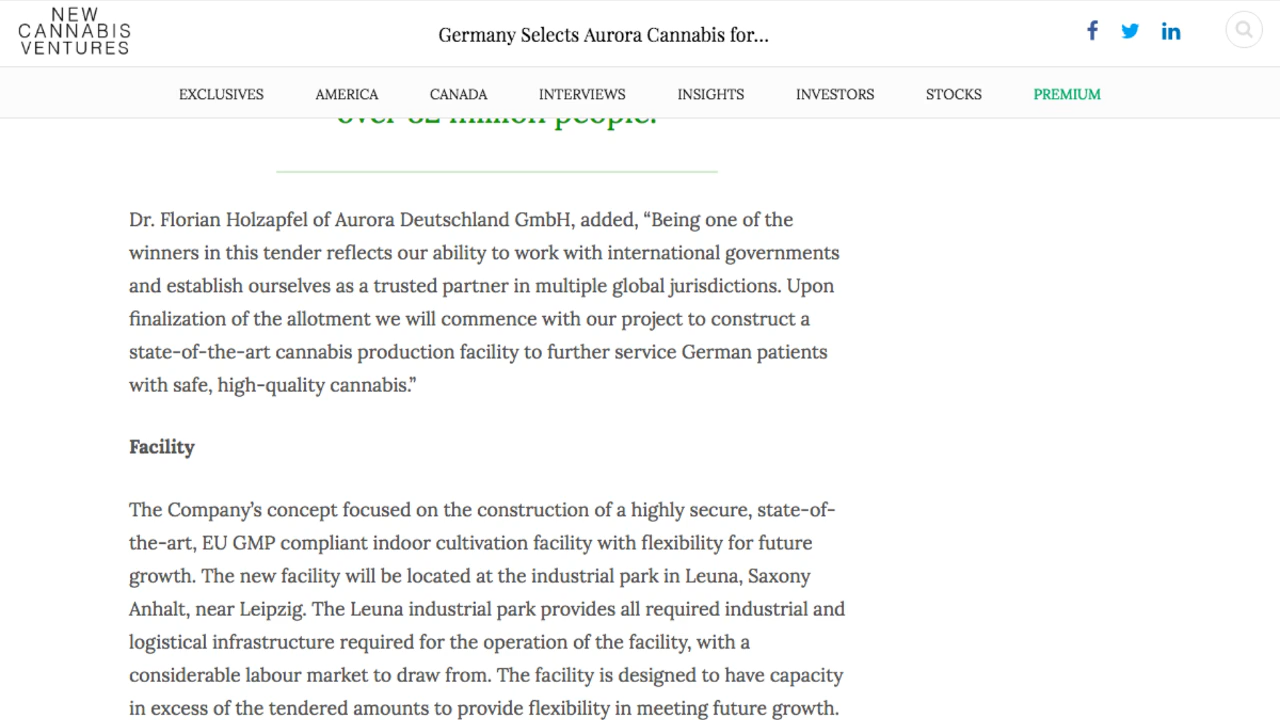 NEW
CANNABIS
VENTURES
Germany Selects Aurora Cannabis for...
EXCLUSIVES AMERICA CANADA INTERVIEWS INSIGHTS INVESTORS STOCKS PREMIUM
over 82 million people.
Dr. Florian Holzapfel of Aurora Deutschland GmbH, added, “Being one of the
winners in this tender reflects our ability to work with international governments
and establish ourselves as a trusted partner in multiple global jurisdictions. Upon
finalization of the allotment we will commence with our project to construct a
state-of-the-art cannabis production facility to further service German patients
with safe, high-quality cannabis.”
Facility
The Company’s concept focused on the construction of a highly secure, state-of-
the-art, EU GMP compliant indoor cultivation facility with flexibility for future
growth. The new facility will be located at the industrial park in Leuna, Saxony
Anhalt, near Leipzig. The Leuna industrial park provides all required industrial and
logistical infrastructure required for the operation of the facility, with a
considerable labour market to draw from. The facility is designed to have capacity
in excess of the tendered amounts to provide flexibility in meeting future growth.